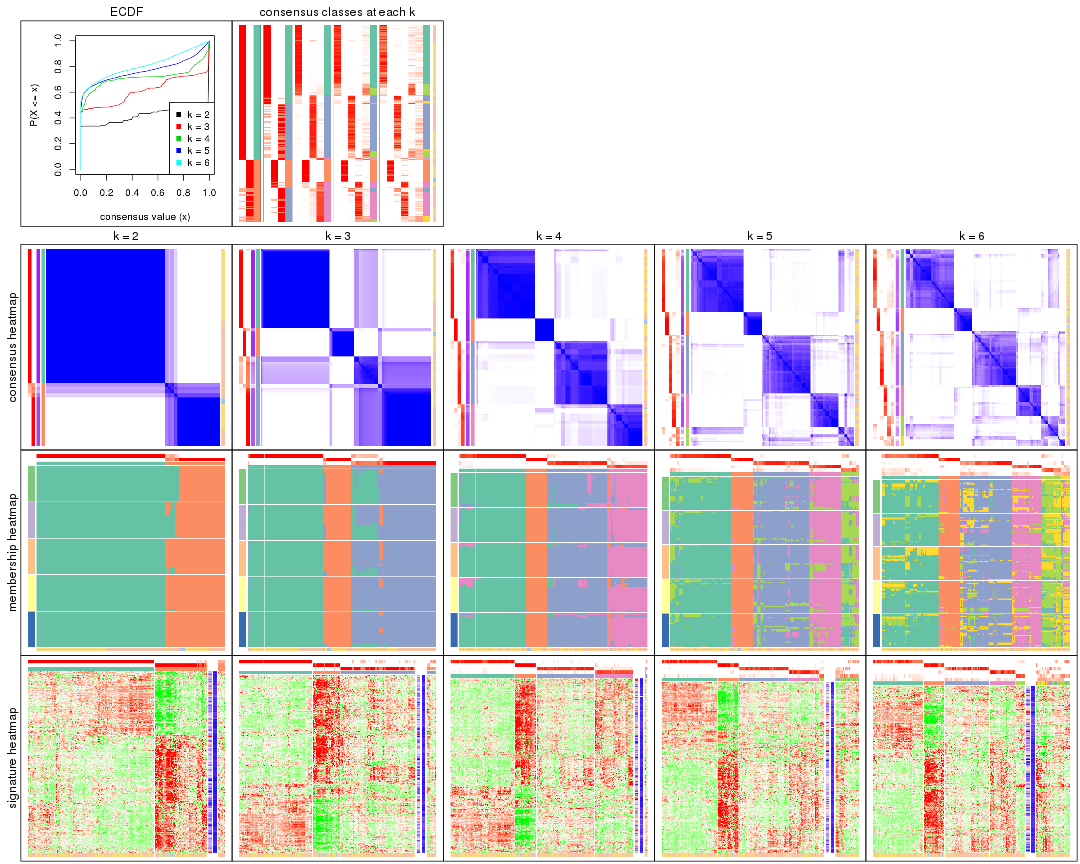 ECDF
consensus classes at each k
P(X <= x)
0.0 0.2 0.4 0.6 0.8 1.0
k = 2
k = 3
k = 4
k = 5
k = 6
0.0 0.2 0.4 0.6 0.8 1.0
consensus value (x)
k = 2 k = 3 k = 4 k = 5 k = 6
consensus heatmap
membership heatmap
signature heatmap